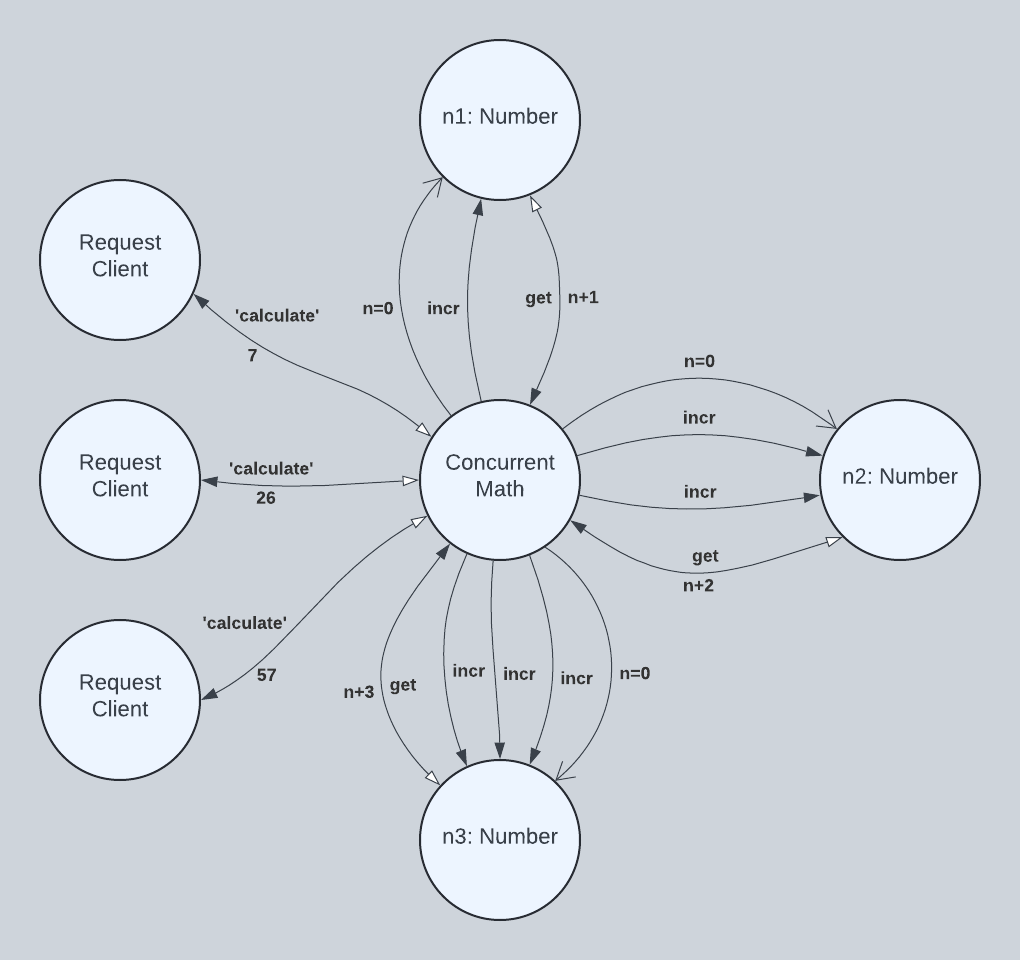 n1: Number
Request
Client
'calculate'
7
n=0
incr
get
n+1
n=0
incr
Request
Client
'calculate'
26
Concurrent
Math
incr
n2: Number
get
n+2
Request
Client
'calculate'
57
n+3
get
incr
incr
incr
n=0
n3: Number